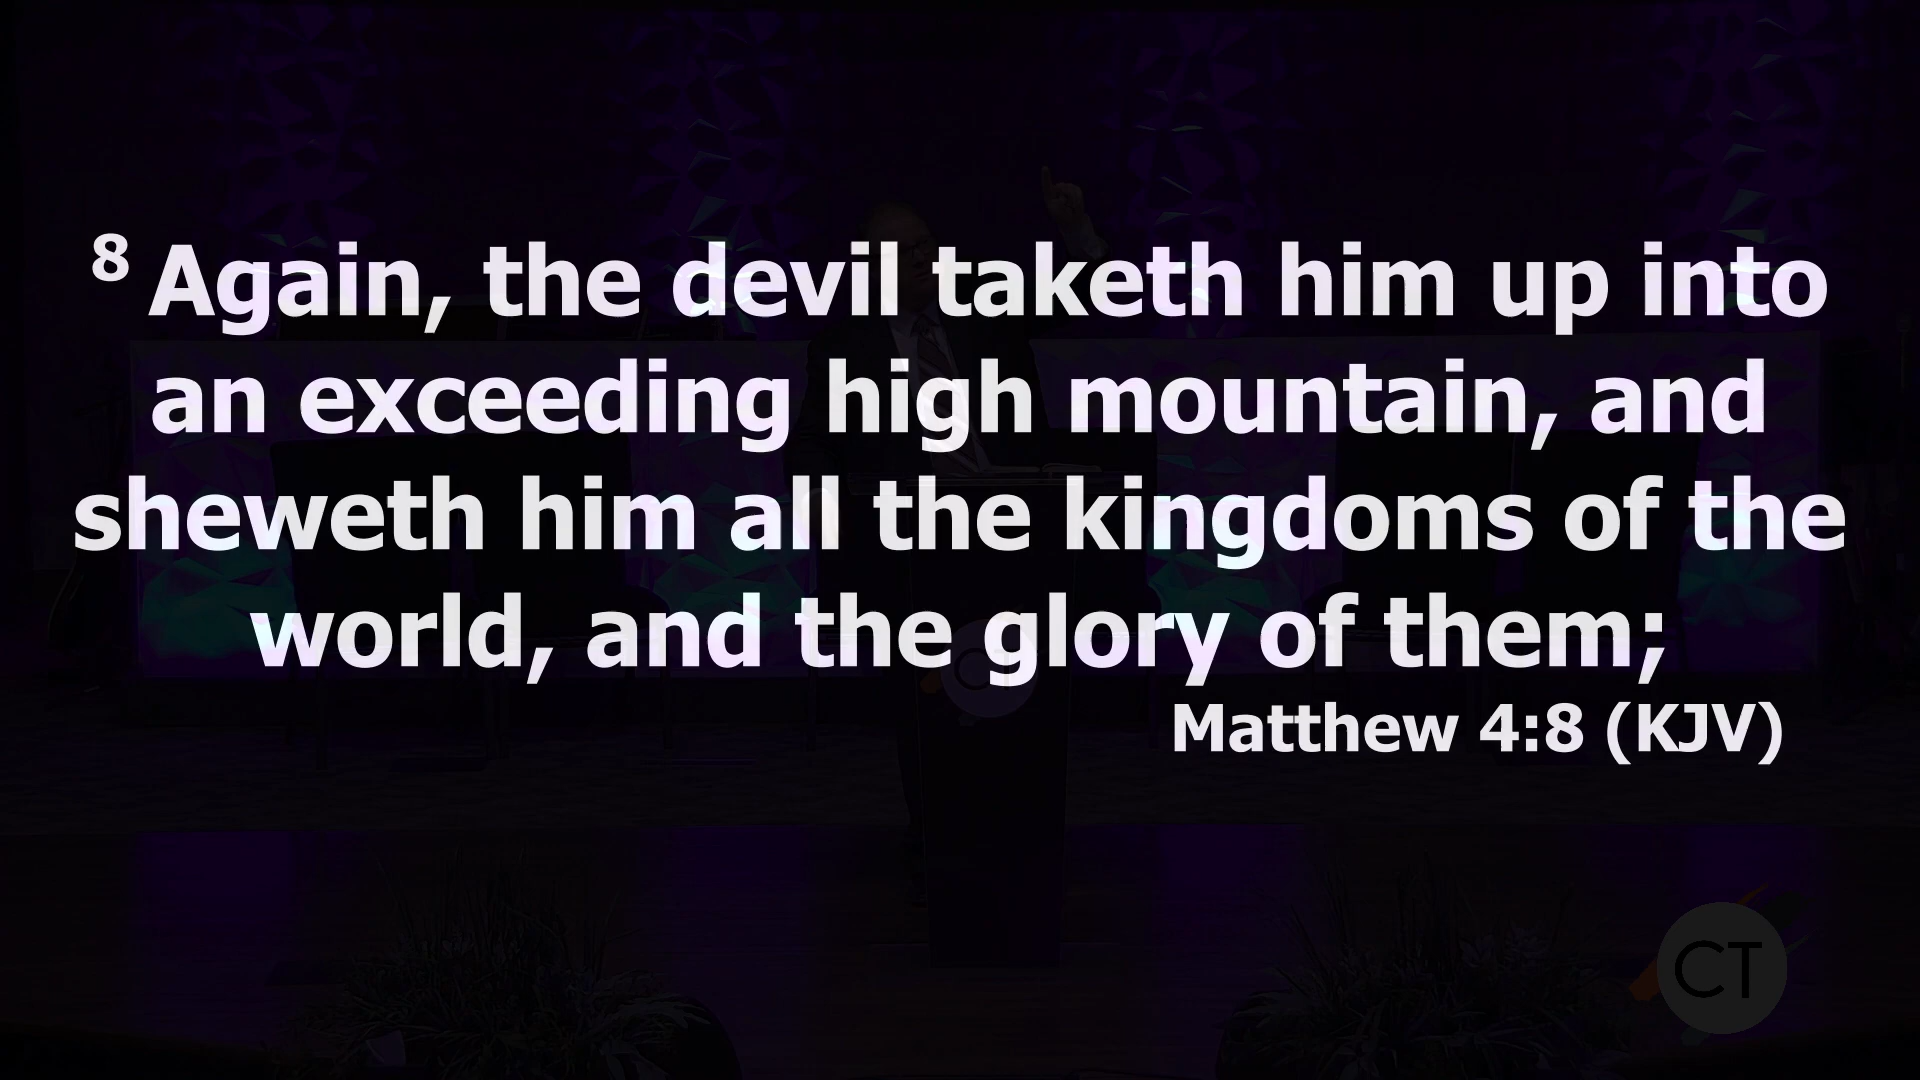 8 Again, the devil taketh him up into
an exceeding high mountain, and
sheweth him all the kingdoms of the
world, and the glory of them;
Matthew 4:8 (KJV)
CT